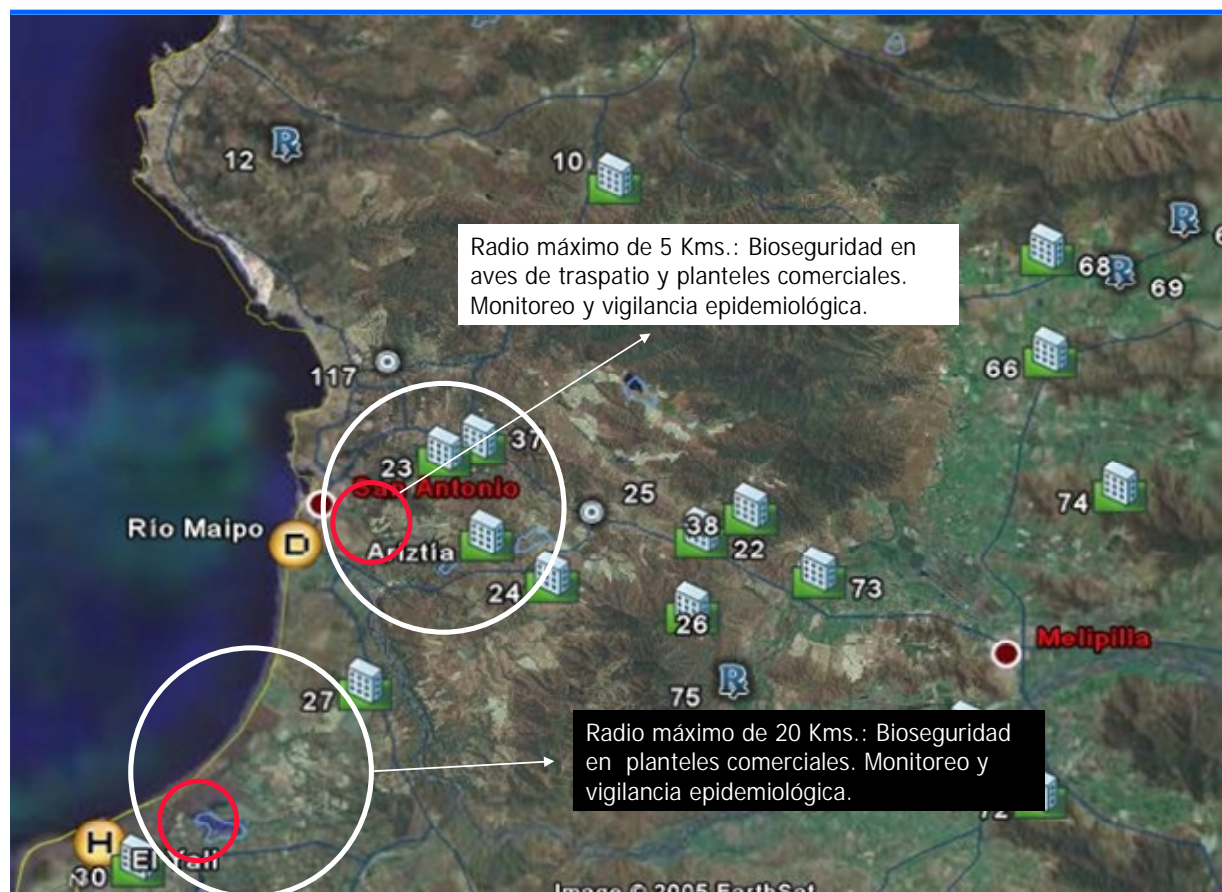 12
10
R
R
Radio máximo de 5 Kms.: Bioseguridad en
aves de traspatio y planteles comerciales.
Monitoreo y vigilancia epidemiológica.
R
68
R
69
66
117
37
23
San Antonio
25
74
Río Maipo
D
Ariztía
38
22
24
73
26
Melipilla
27
75
R
Radio máximo de 20 Kms.: Bioseguridad
en planteles comerciales. Monitoreo y
vigilancia epidemiológica.
72
H
El Yali
30
Image © 2005 EarthSat